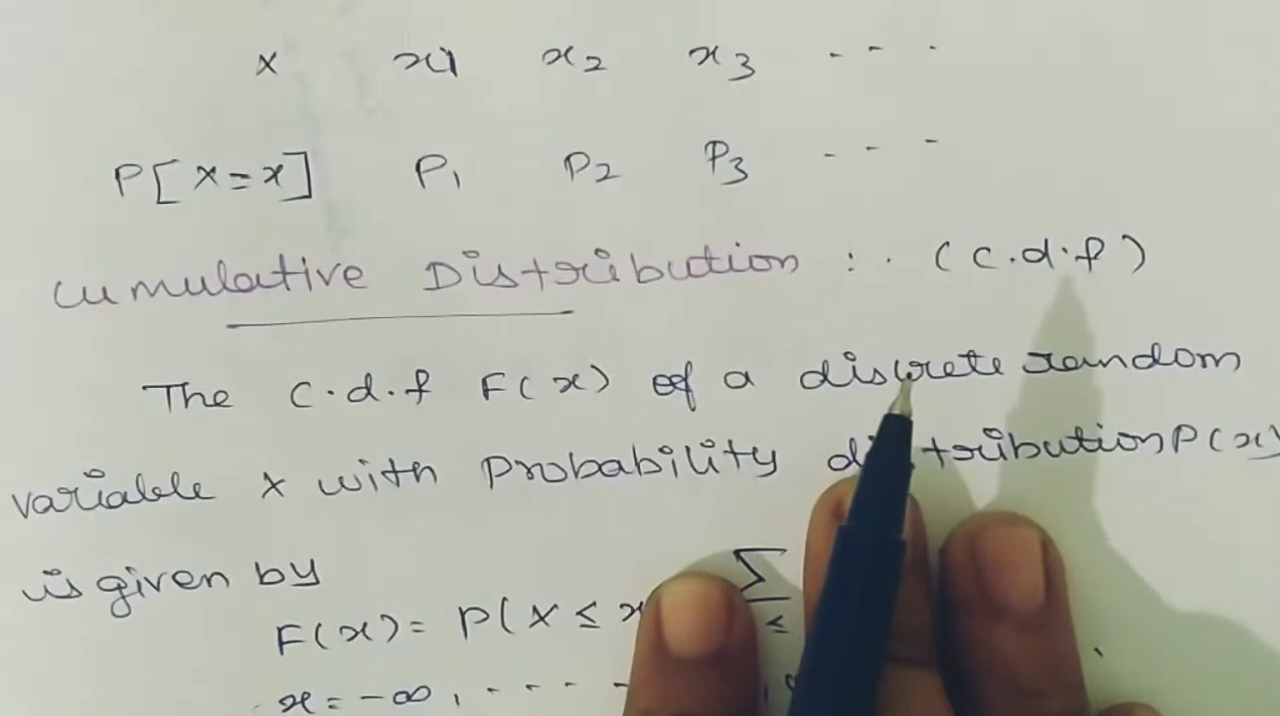 x x1 x2 x3 - - -
P[x=x] P1 P2 P3 - - -
Cumulative Distribution : . (c.d.f)
The c.d.f F(x) of a discrete random
variable x with Probability distribution P(x)
is given by
F(x)= P(x ≤ x Σ ≤
x = -∞, - - - -